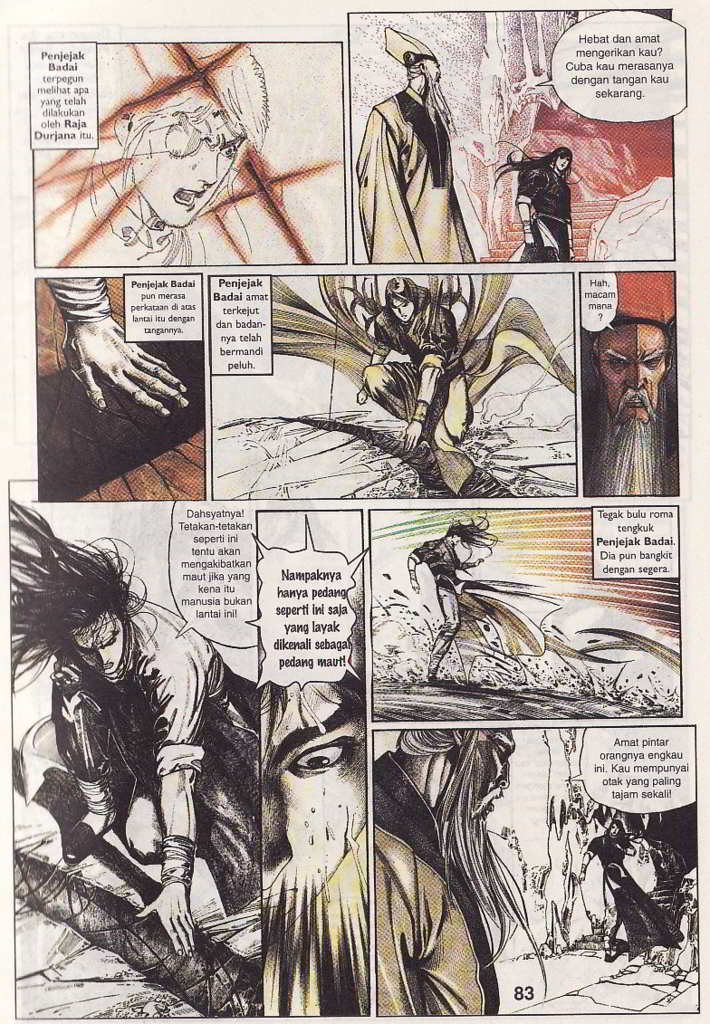 Penjejak
Badai
terpegun
melihat apa
yang telah
dilakukan
oleh Raja
Durjana itu.
Hebat dan amat
mengerikan kau?
Cuba kau merasanya
dengan tangan kau
sekarang.
Penjejak Badai
pun merasa
perkataan di atas
lantai itu dengan
tangannya.
Penjejak
Badai amat
terkejut
dan badan-
nya telah
bermandi
peluh.
Hah,
macam
mana
?
Dahsyatnya!
Tetakan-tetakan
seperti ini
tentu akan
mengakibatkan
maut jika yang
kena itu
manusia bukan
lantai ini!
Nampaknya
hanya pedang
seperti ini saja
yang layak
dikenali sebagai
pedang maut!
Tegak bulu roma
tengkuk
Penjejak Badai.
Dia pun bangkit
dengan segera.
Amat pintar
orangnya engkau
ini. Kau mempunyai
otak yang paling
tajam sekali!
83